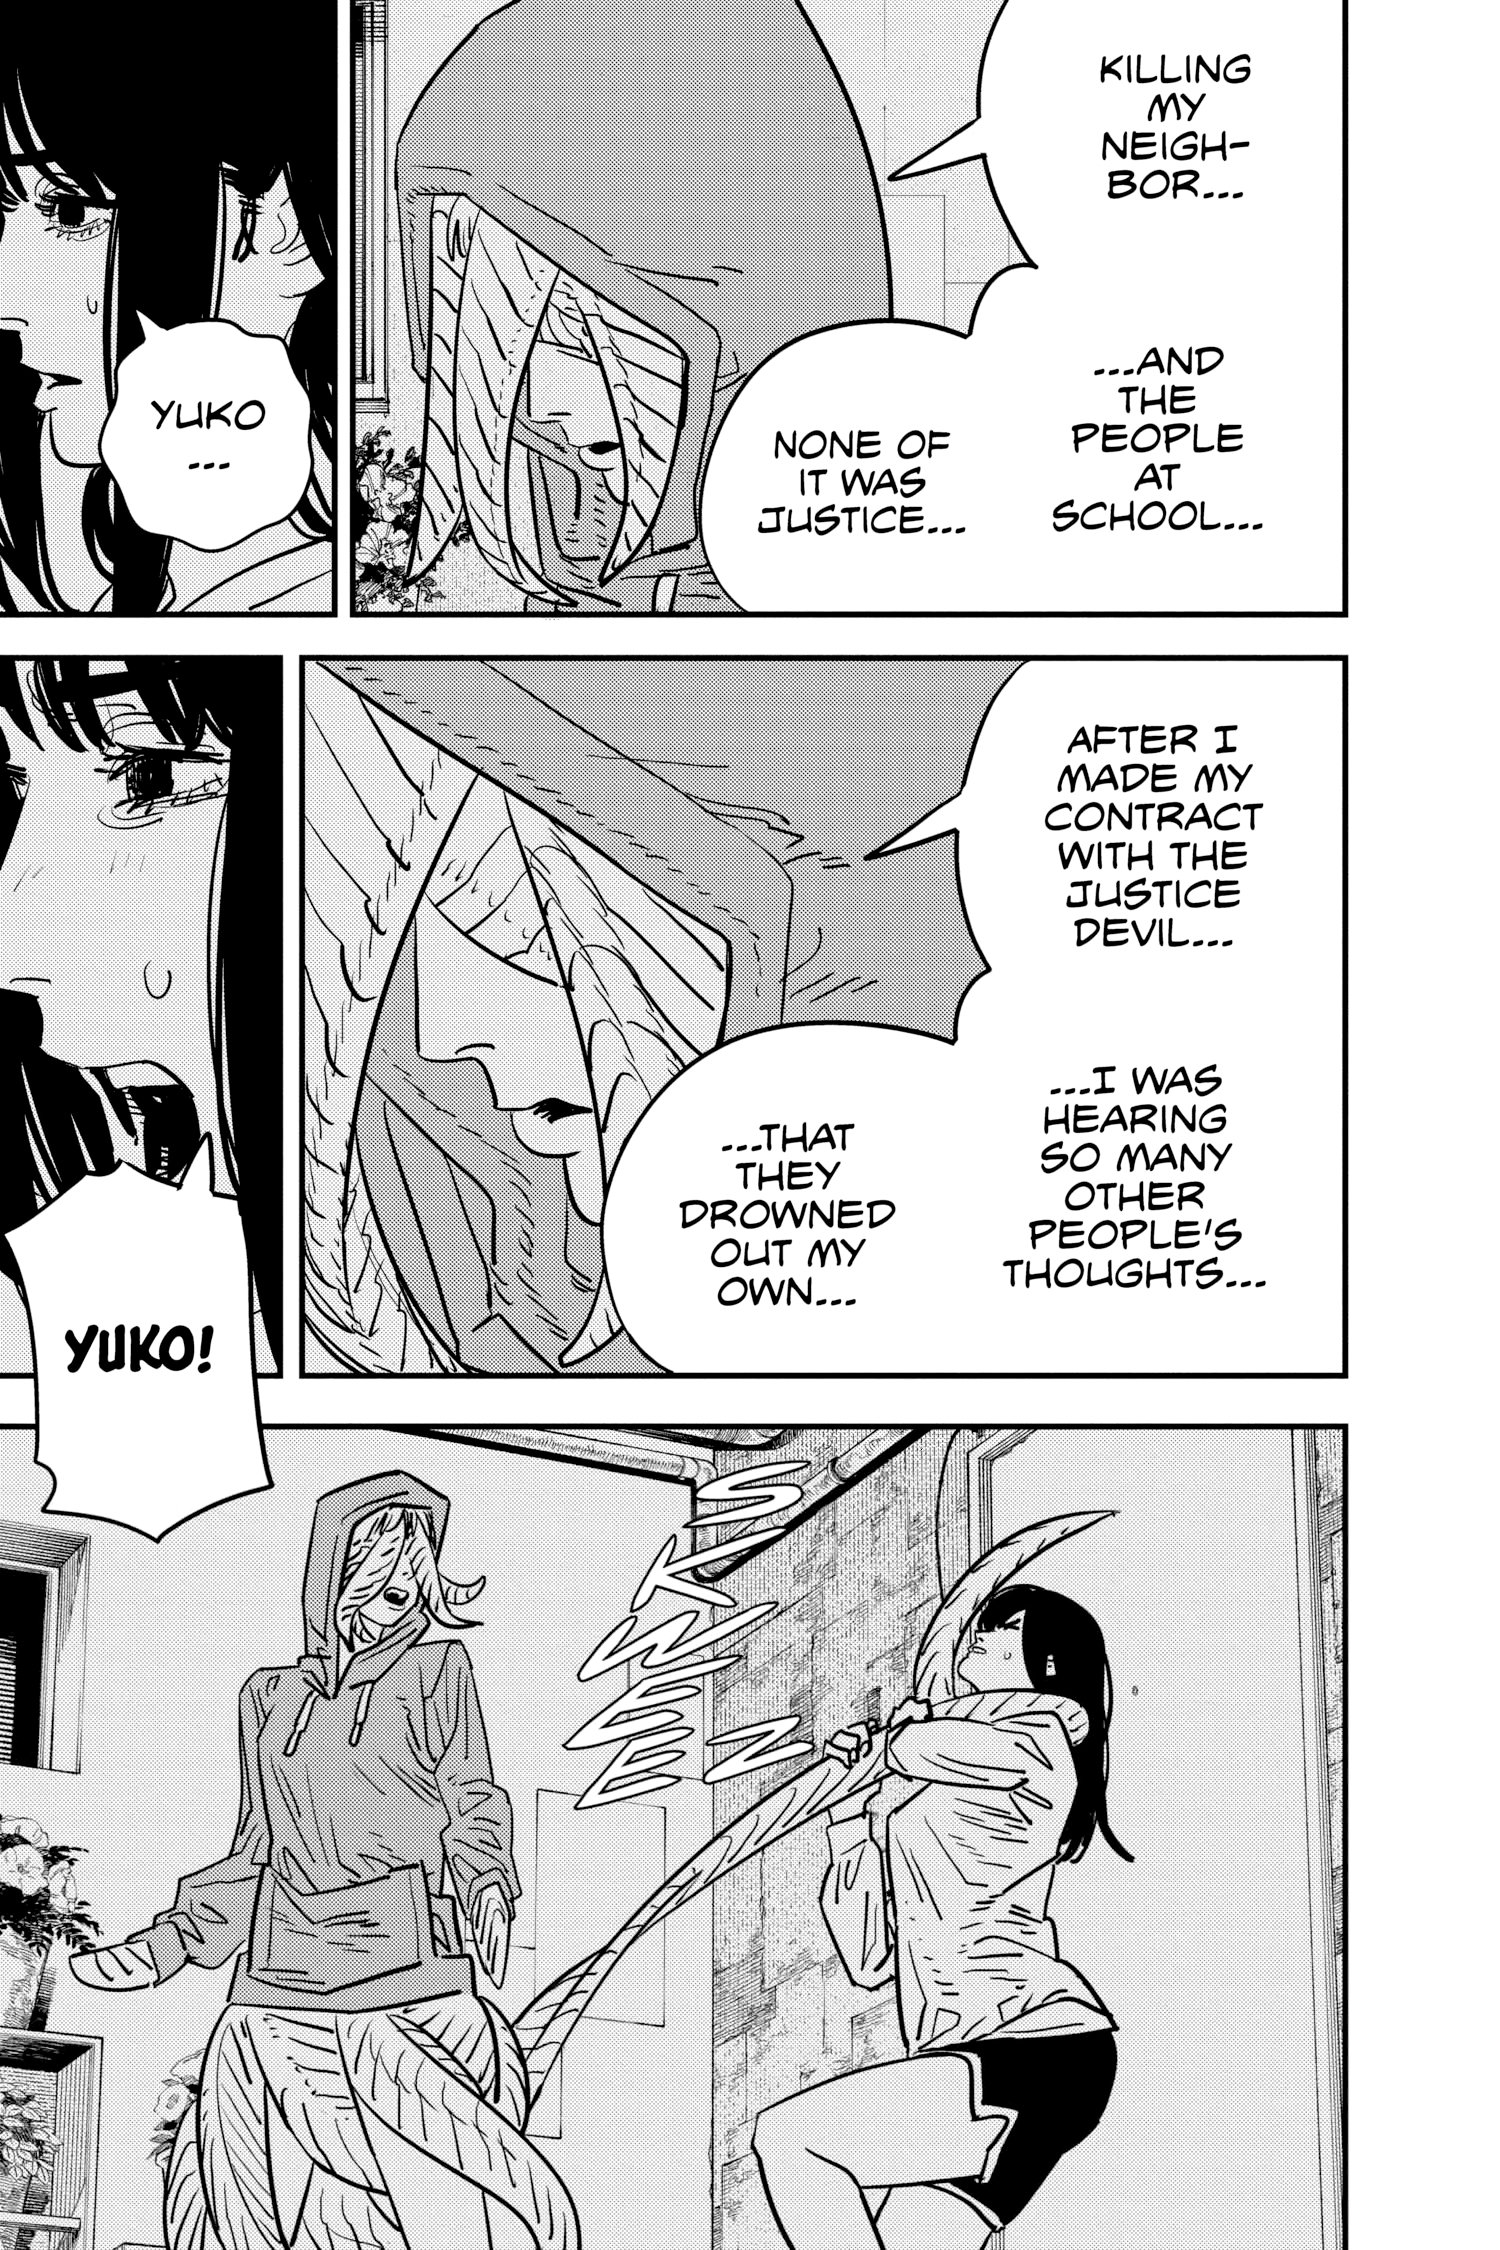 KILLING
MY
NEIGH-
BOR...
...AND
THE
PEOPLE
AT
SCHOOL...
NONE OF
IT WAS
JUSTICE...
YUKO
...
AFTER I
MADE MY
CONTRACT
WITH THE
JUSTICE
DEVIL...
...I WAS
HEARING
SO MANY
OTHER
PEOPLE'S
THOUGHTS...
...THAT
THEY
DROWNED
OUT MY
OWN...
YUKO!
SKWEEEZ